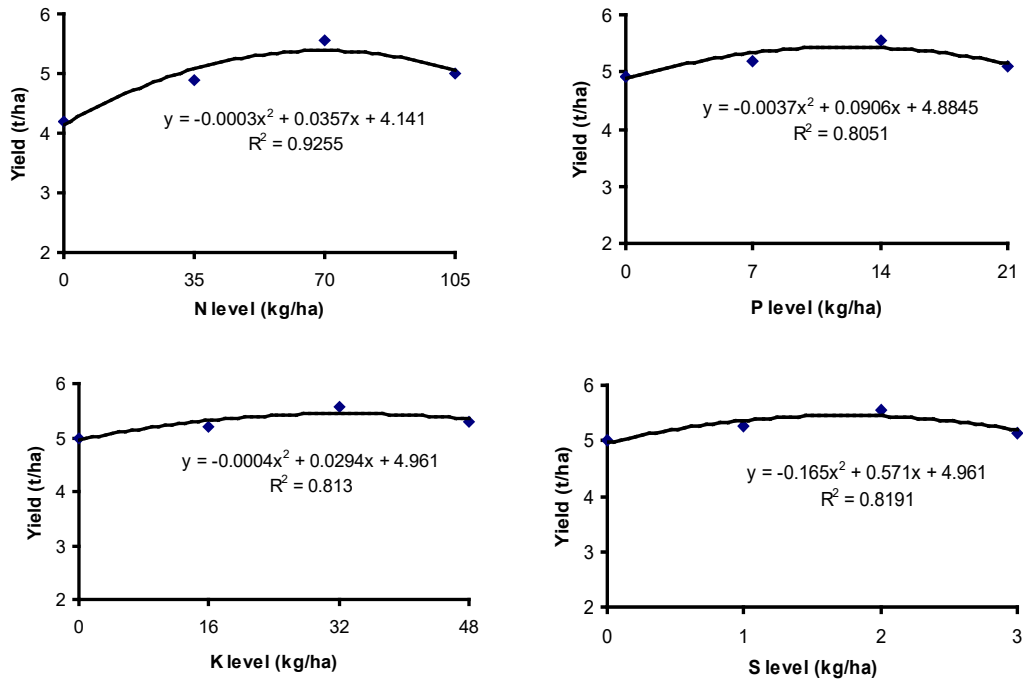 6
5
4
3
2
Yield (t/ha)
y = -0.0003x² + 0.0357x + 4.141
R² = 0.9255
0 35 70 105
N level (kg/ha)
6
5
4
3
2
Yield (t/ha)
y = -0.0037x² + 0.0906x + 4.8845
R² = 0.8051
0 7 14 21
P level (kg/ha)
6
5
4
3
2
Yield (t/ha)
y = -0.0004x² + 0.0294x + 4.961
R² = 0.813
0 16 32 48
K level (kg/ha)
6
5
4
3
2
Yield (t/ha)
y = -0.165x² + 0.571x + 4.961
R² = 0.8191
0 1 2 3
S level (kg/ha)